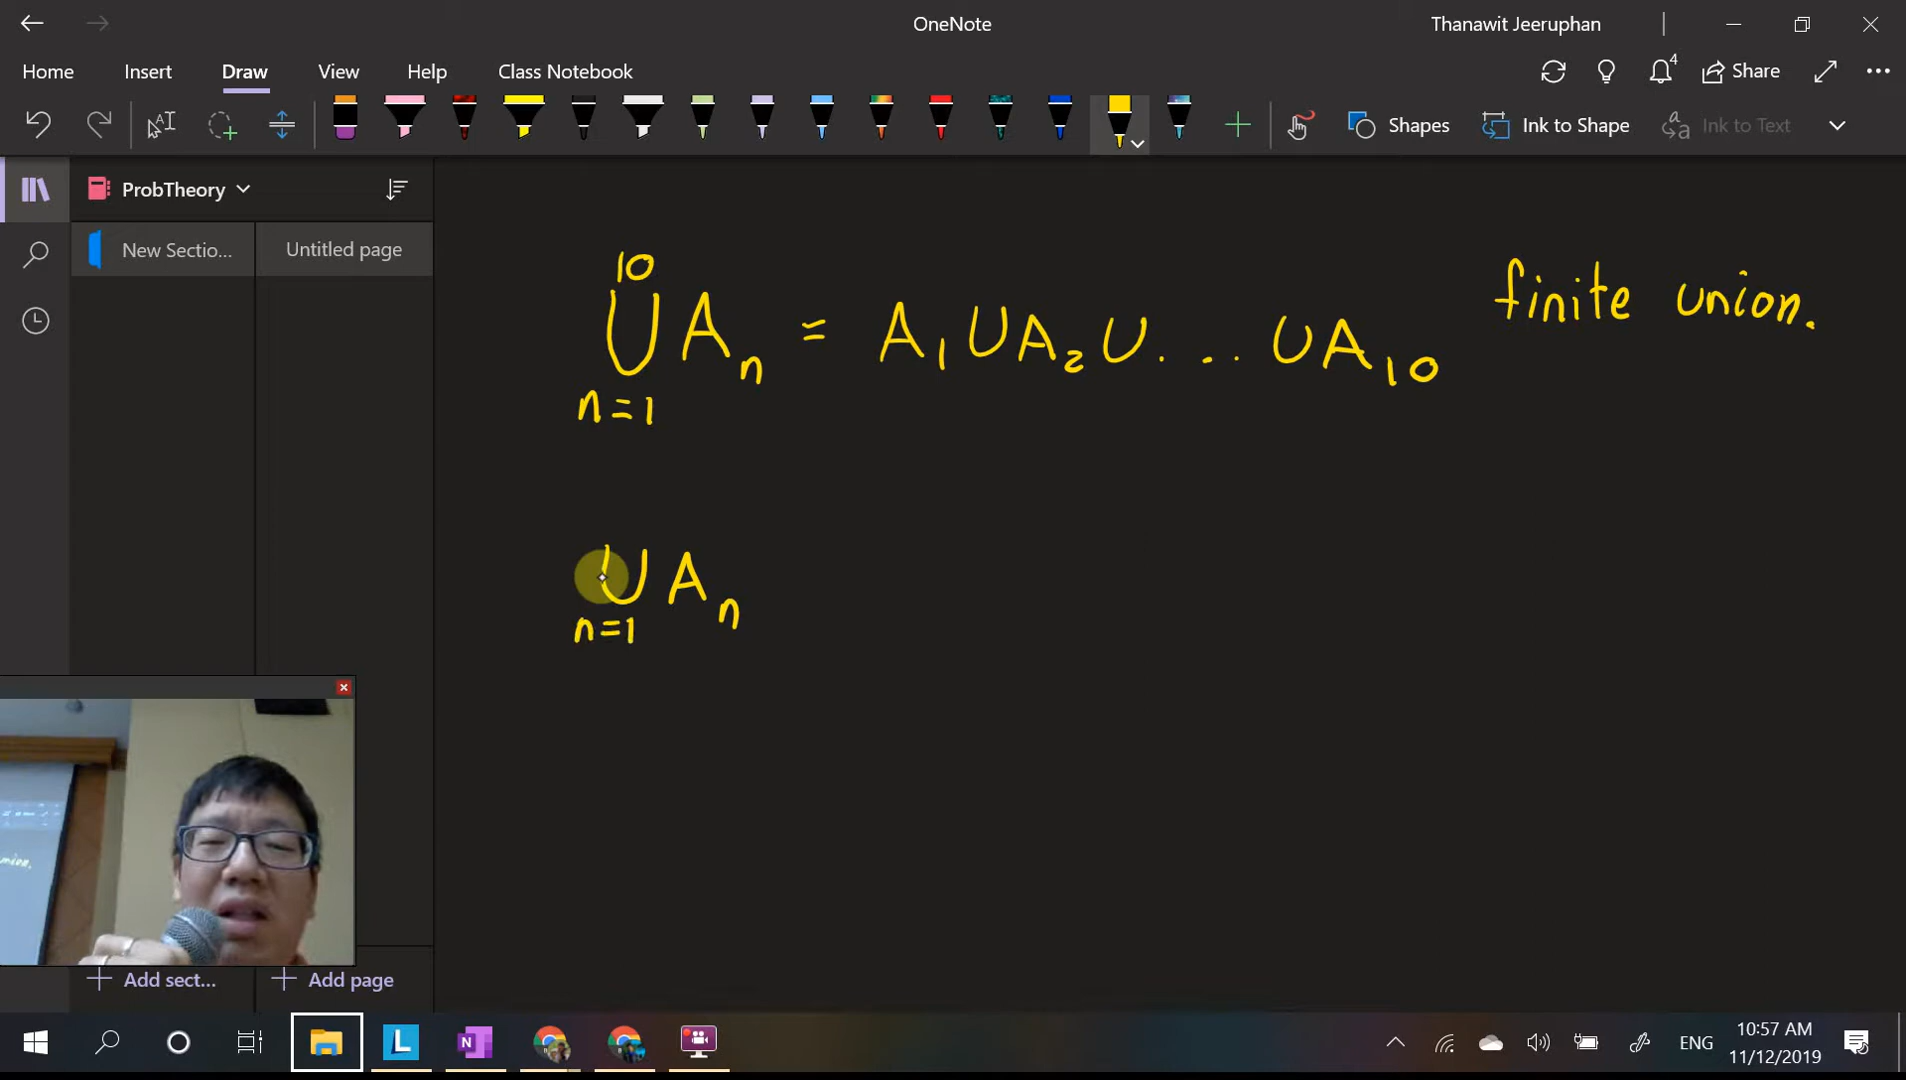 OneNote
Thanawit Jeeruphan
Home Insert Draw View Help Class Notebook
4
Share
Shapes
Ink to Shape
Ink to Text
ProbTheory
New Sectio...
Untitled page
10
⋃ Aₙ = A₁ ∪ A₂ ∪ . . . ∪ A₁₀
n=1
finite union.
⋃ Aₙ
n=1
Add sect...
Add page
ENG
10:57 AM
11/12/2019